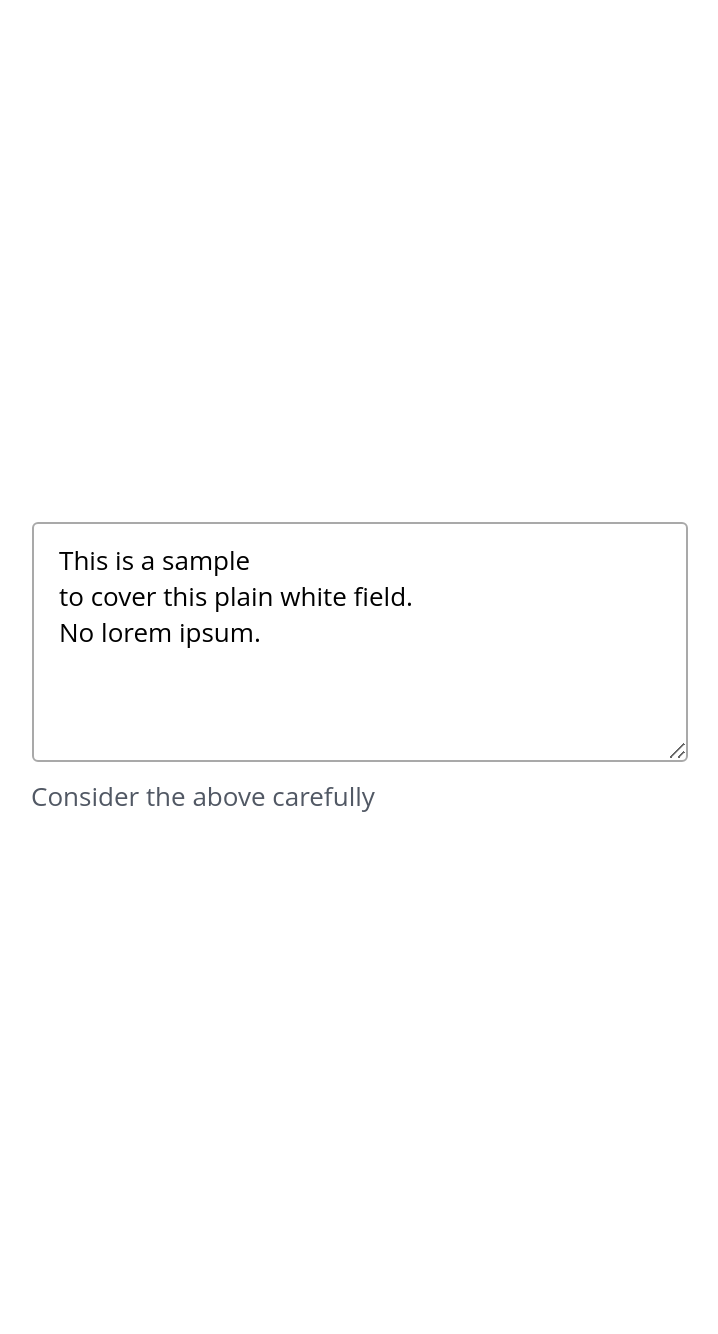 This is a sample
to cover this plain white field.
No lorem ipsum.
Consider the above carefully